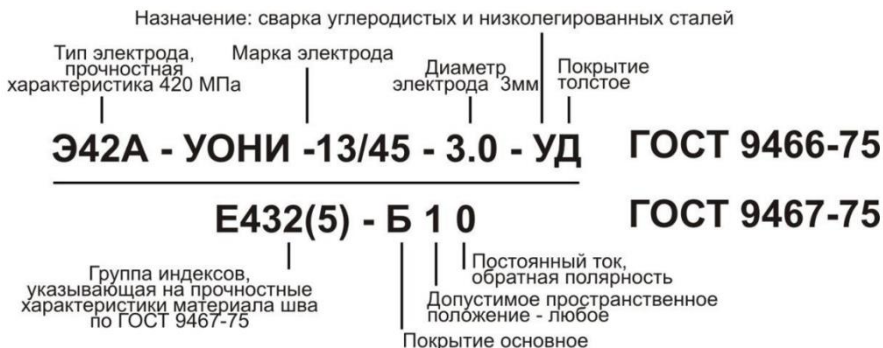 Назначение: сварка углеродистых и низколегированных сталей
Тип электрода,
прочностная
характеристика 420 МПа
Марка электрода
Диаметр
электрода 3мм
Покрытие
толстое
Э42А - УОНИ -13/45 - 3.0 - УД
ГОСТ 9466-75
Е432(5) - Б 1 0
ГОСТ 9467-75
Группа индексов,
указывающая на прочностные
характеристики материала шва
по ГОСТ 9467-75
Постоянный ток,
обратная полярность
Допустимое пространственное
положение - любое
Покрытие основное